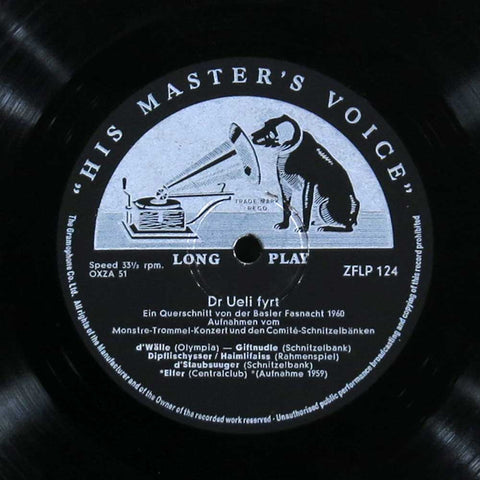 "HIS MASTER'S VOICE"
TRADE MARK
REGD.
LONG PLAY
Speed 33⅓ rpm.
OXZA 51
ZFLP 124
Dr Ueli fyrt
Ein Querschnitt von der Basler Fasnacht 1960
Aufnahmen vom
Monstre-Trommel-Konzert und den Comité-Schnitzelbänken
d'Wälle (Olympia) — Giftnudle (Schnitzelbank)
Dipflischysser / Haimlifaiss (Rahmenspiel)
d'Staubsuuger (Schnitzelbank)
*Elfer (Centralclub) *(Aufnahme 1959)
The Gramophone Co. Ltd. All rights of the Manufacturer and of the Owner of the recorded work reserved - Unauthorised public performance broadcasting and copying of this record prohibited